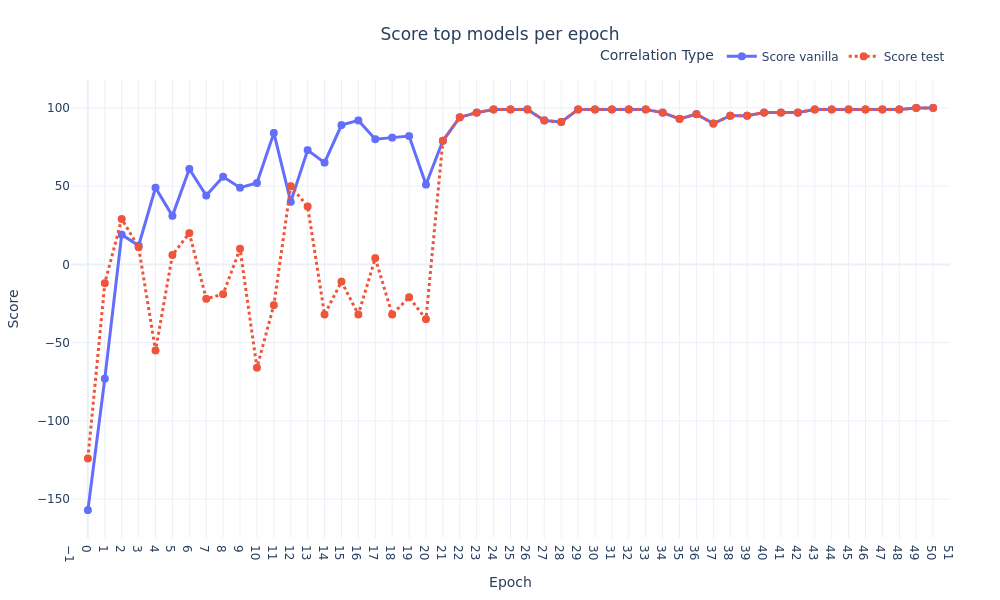 Score top models per epoch
Correlation Type Score vanilla Score test
100
50
0
−50
−100
−150
Score
−1 0 1 2 3 4 5 6 7 8 9 10 11 12 13 14 15 16 17 18 19 20 21 22 23 24 25 26 27 28 29 30 31 32 33 34 35 36 37 38 39 40 41 42 43 44 45 46 47 48 49 50 51
Epoch